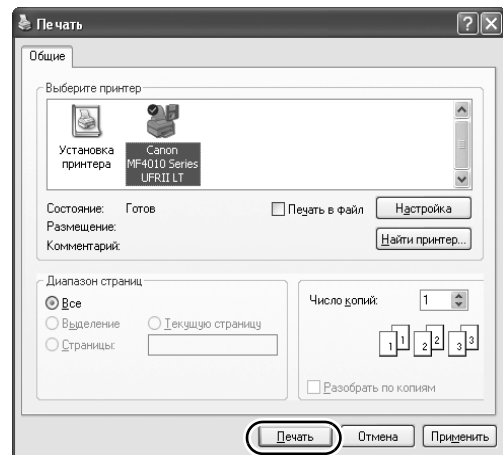 Печать
Общие
Выберите принтер
Установка принтера
Canon MF4010 Series UFRII LT
Состояние: Готов
Размещение:
Комментарий:
Печать в файл
Настройка
Найти принтер...
Диапазон страниц
Все
Выделение
Текущую страницу
Страницы:
Число копий: 1
1 1 2 2 3 3
Разобрать по копиям
Печать
Отмена
Применить